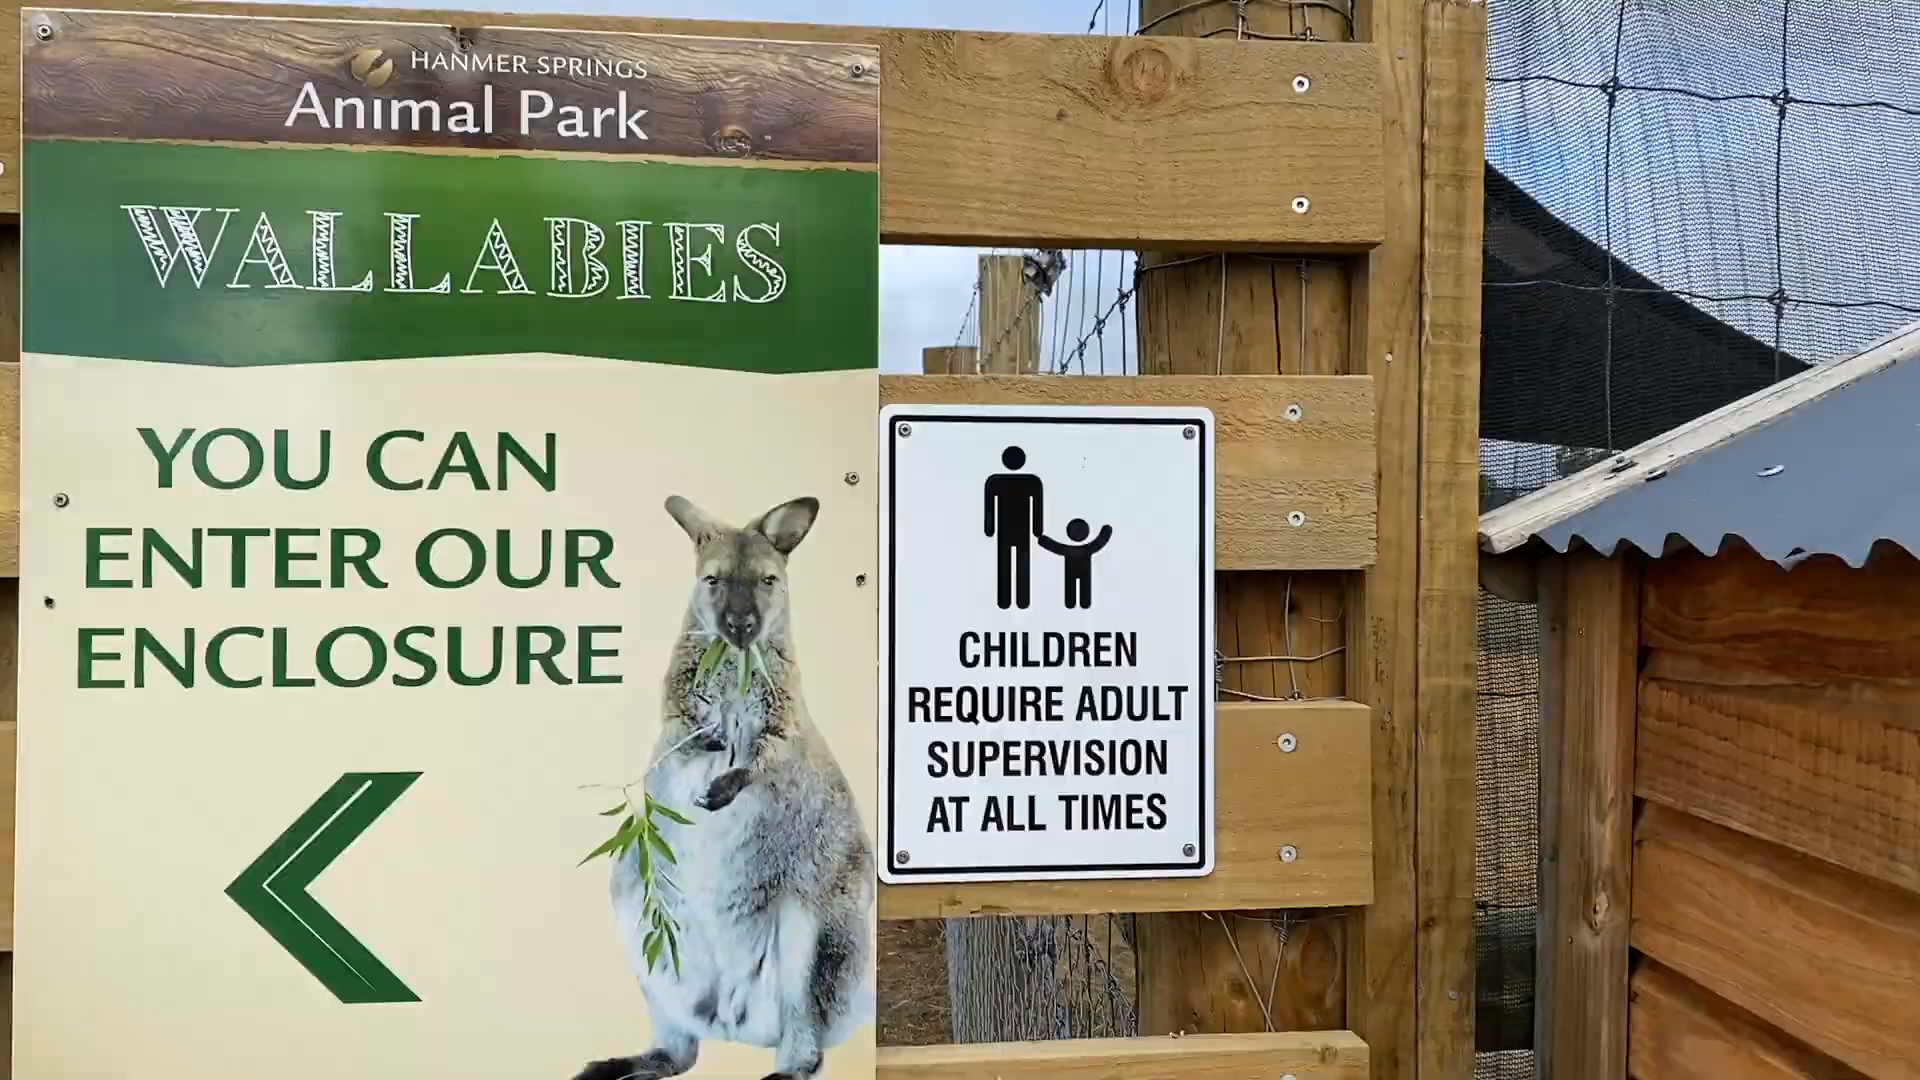 HANMER SPRINGS
Animal Park
WALLABIES
YOU CAN
ENTER OUR
ENCLOSURE
CHILDREN
REQUIRE ADULT
SUPERVISION
AT ALL TIMES